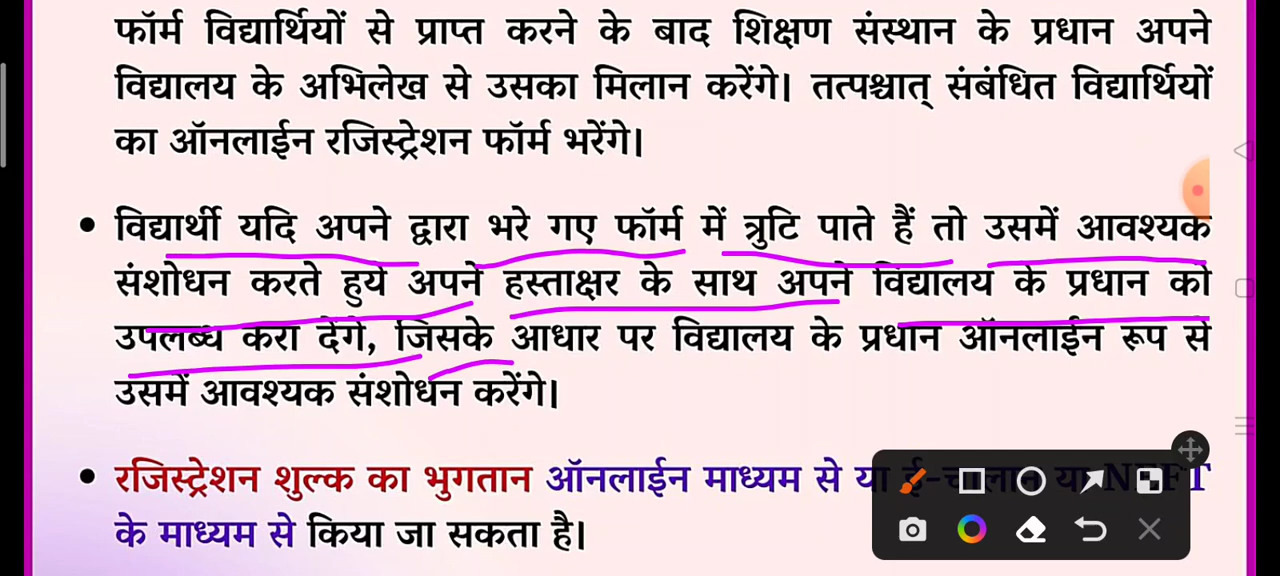 फॉर्म विद्यार्थियों से प्राप्त करने के बाद शिक्षण संस्थान के प्रधान अपने
विद्यालय के अभिलेख से उसका मिलान करेंगे। तत्पश्चात् संबंधित विद्यार्थियों
का ऑनलाईन रजिस्ट्रेशन फॉर्म भरेंगे।
• विद्यार्थी यदि अपने द्वारा भरे गए फॉर्म में त्रुटि पाते हैं तो उसमें आवश्यक
संशोधन करते हुये अपने हस्ताक्षर के साथ अपने विद्यालय के प्रधान को
उपलब्ध करा देंगे, जिसके आधार पर विद्यालय के प्रधान ऑनलाईन रूप से
उसमें आवश्यक संशोधन करेंगे।
• रजिस्ट्रेशन शुल्क का भुगतान ऑनलाईन माध्यम से या ई-चालान या NEFT
के माध्यम से किया जा सकता है।